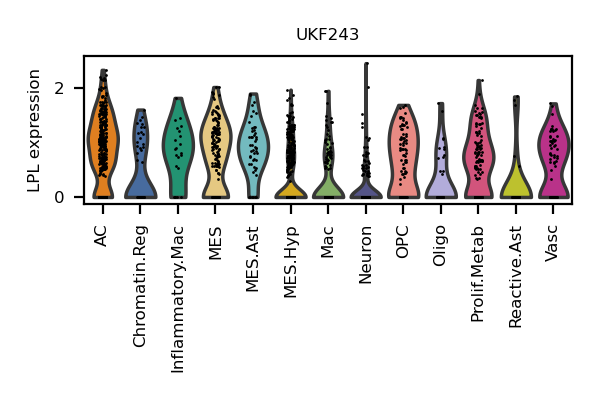 UKF243
LPL expression
2
0
AC
Chromatin.Reg
Inflammatory.Mac
MES
MES.Ast
MES.Hyp
Mac
Neuron
OPC
Oligo
Prolif.Metab
Reactive.Ast
Vasc